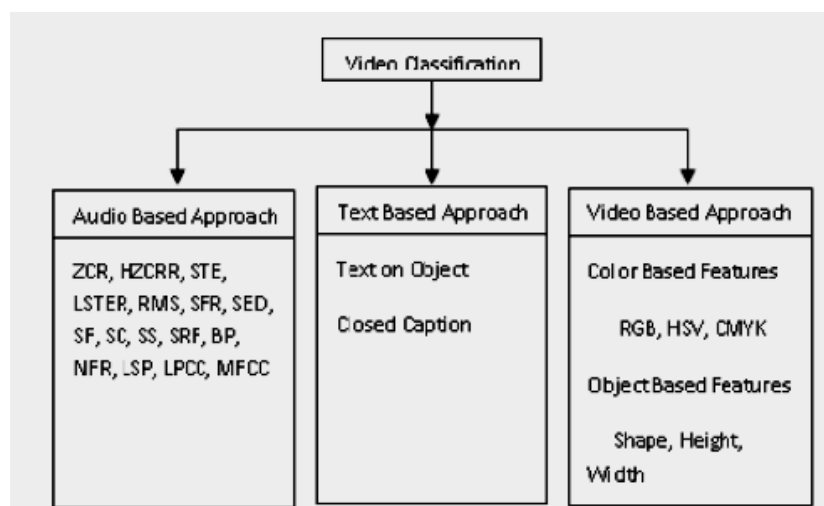 Video Classification
Audio Based Approach
ZCR, HZCRR, STE,
LSTER, RMS, SFR, SED,
SF, SC, SS, SRF, BP,
NFR, LSP, LPCC, MFCC
Text Based Approach
Text on Object
Closed Caption
Video Based Approach
Color Based Features
RGB, HSV, CMYK
Object Based Features
Shape, Height,
Width